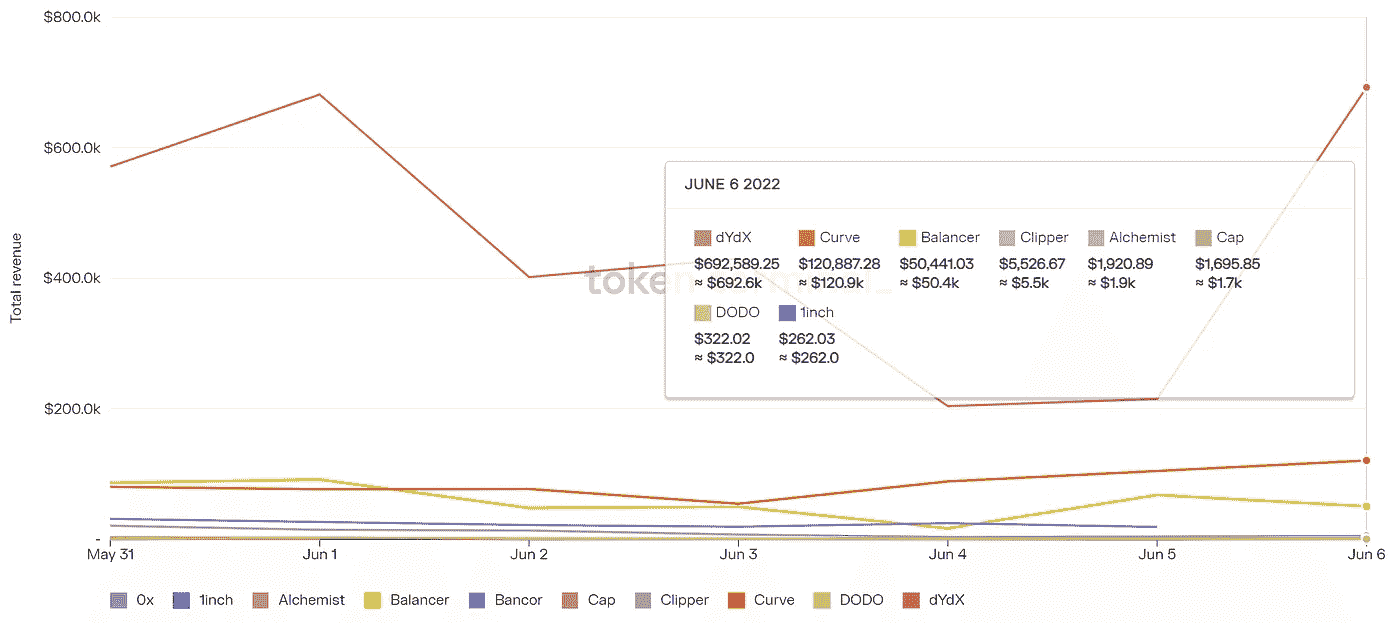 $800.0k
$600.0k
$400.0k
$200.0k
-
Total revenue
JUNE 6 2022
dYdX Curve Balancer Clipper Alchemist Cap
$692,589.25 $120,887.28 $50,441.03 $5,526.67 $1,920.89 $1,695.85
≈ $692.6k ≈ $120.9k ≈ $50.4k ≈ $5.5k ≈ $1.9k ≈ $1.7k
DODO 1inch
$322.02 $262.03
≈ $322.0 ≈ $262.0
May 31 Jun 1 Jun 2 Jun 3 Jun 4 Jun 5 Jun 6
0x 1inch Alchemist Balancer Bancor Cap Clipper Curve DODO dYdX